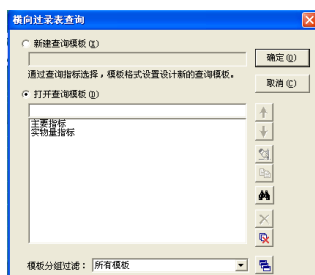 横向过录表查询
新建查询模板(X)
确定(O)
通过查询指标选择，模板格式设置设计新的查询模板。
取消(C)
打开查询模板(D)
主要指标
实物量指标
模板分组过滤：所有模板